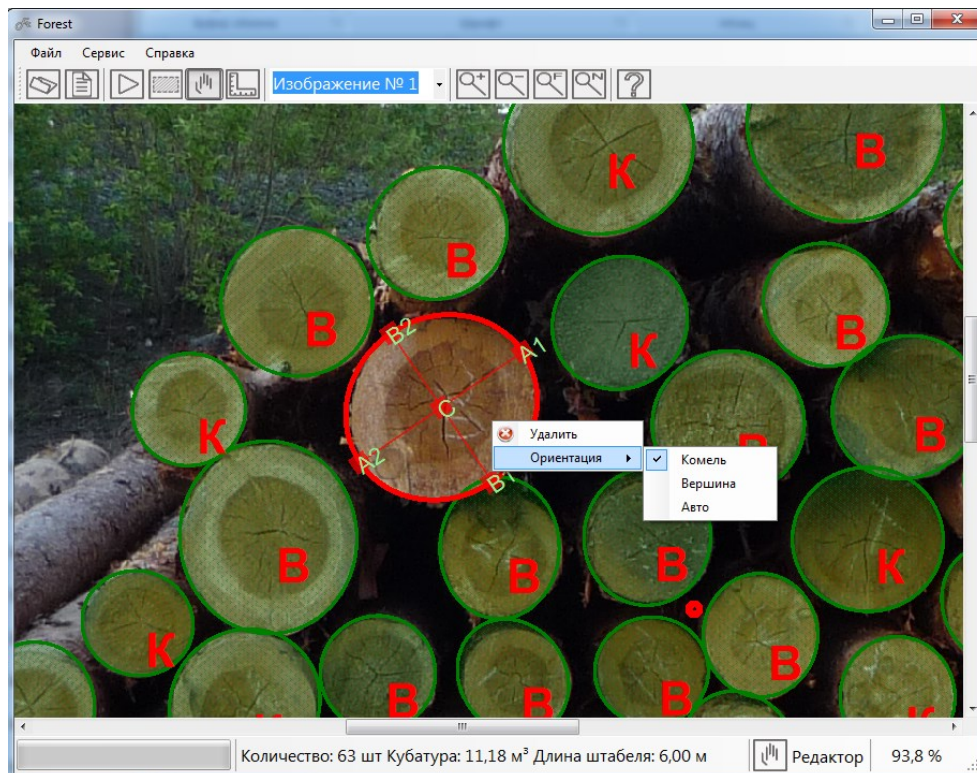 Forest
Файл Сервис Справка
Изображение № 1
К В
В
В К В
B2 A1
C
К A2 B1 В В
Удалить
Ориентация
Комель
Вершина
Авто
В В В К
К В
В В В К
Количество: 63 шт Кубатура: 11,18 м³ Длина штабеля: 6,00 м Редактор 93,8 %